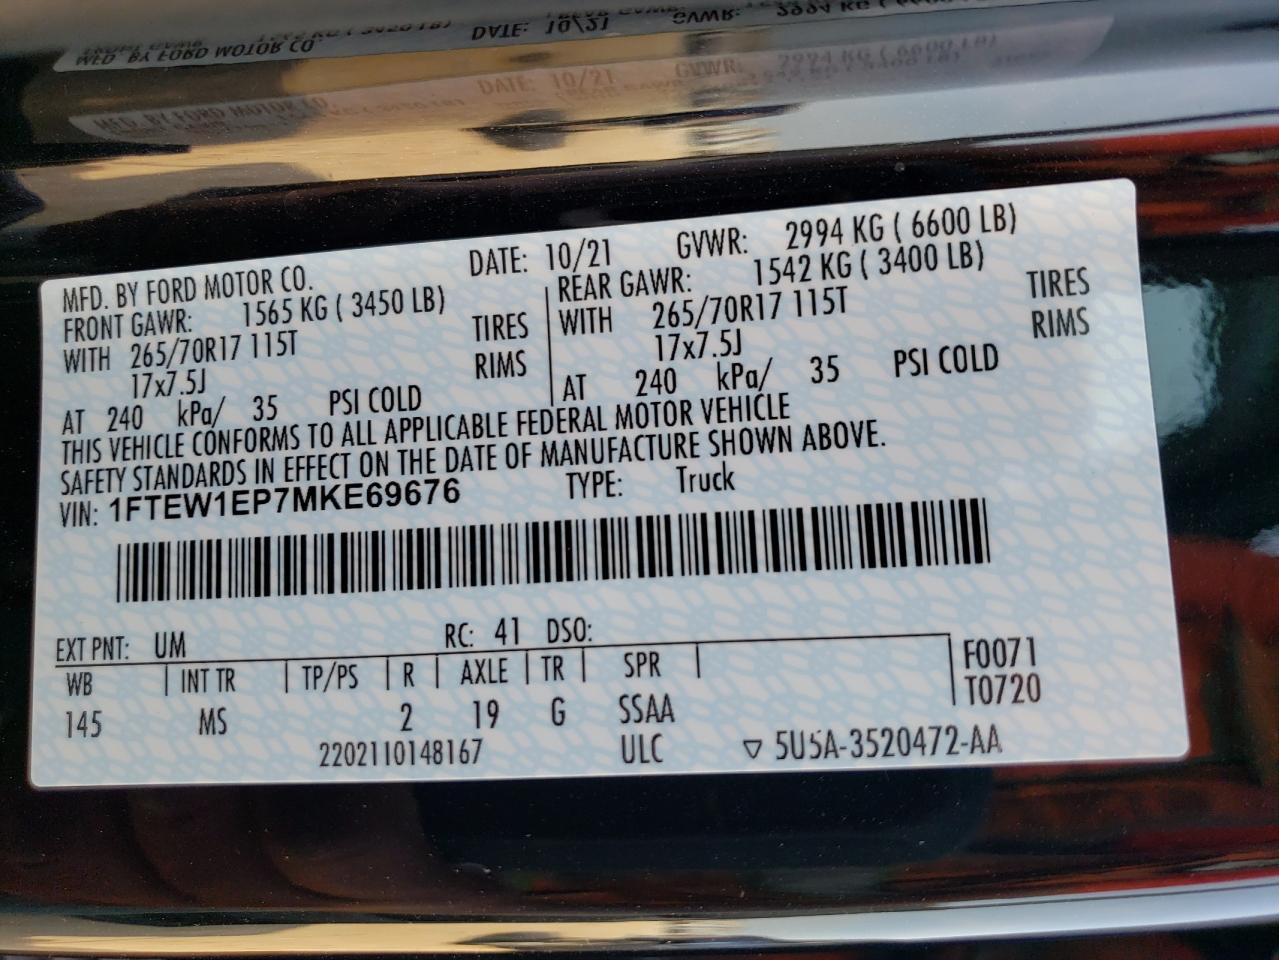 MFD. BY FORD MOTOR CO. DATE: 10/21 GVWR: 2994 KG ( 6600 LB)
FRONT GAWR: 1565 KG ( 3450 LB) REAR GAWR: 1542 KG ( 3400 LB)
WITH 265/70R17 115T TIRES WITH 265/70R17 115T TIRES
17x7.5J RIMS 17x7.5J RIMS
AT 240 kPa/ 35 PSI COLD AT 240 kPa/ 35 PSI COLD
THIS VEHICLE CONFORMS TO ALL APPLICABLE FEDERAL MOTOR VEHICLE
SAFETY STANDARDS IN EFFECT ON THE DATE OF MANUFACTURE SHOWN ABOVE.
VIN: 1FTEW1EP7MKE69676 TYPE: Truck
EXT PNT: UM RC: 41 DSO:
WB INT TR TP/PS R AXLE TR SPR F0071
145 MS 2 19 G SSAA T0720
2202110148167 ULC ▽ 5U5A-3520472-AA